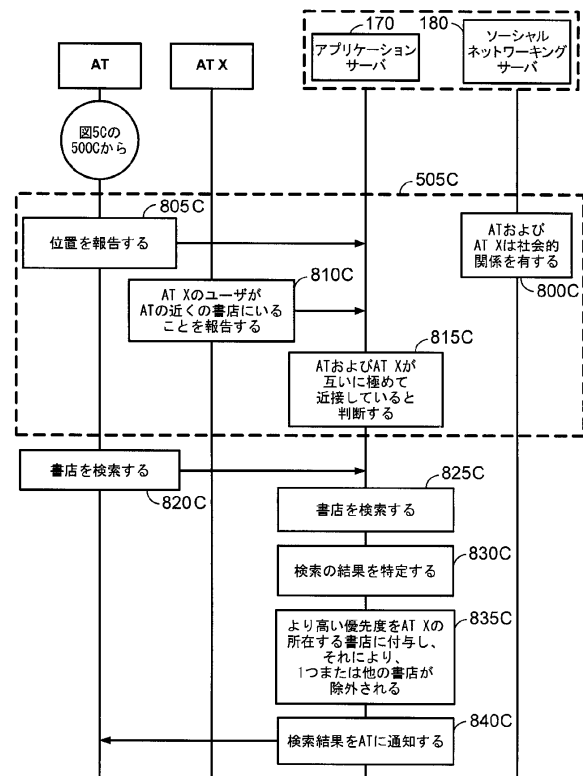 170
180
AT
AT X
アプリケーション
サーバ
ソーシャル
ネットワーキング
サーバ
図5Cの
500Cから
505C
805C
位置を報告する
ATおよび
AT Xは社会的
関係を有する
800C
810C
AT Xのユーザが
ATの近くの書店にいる
ことを報告する
815C
ATおよびAT Xが
互いに極めて
近接していると
判断する
書店を検索する
820C
825C
書店を検索する
830C
検索の結果を特定する
835C
より高い優先度をAT Xの
所在する書店に付与し、
それにより、
1つまたは他の書店が
除外される
840C
検索結果をATに通知する